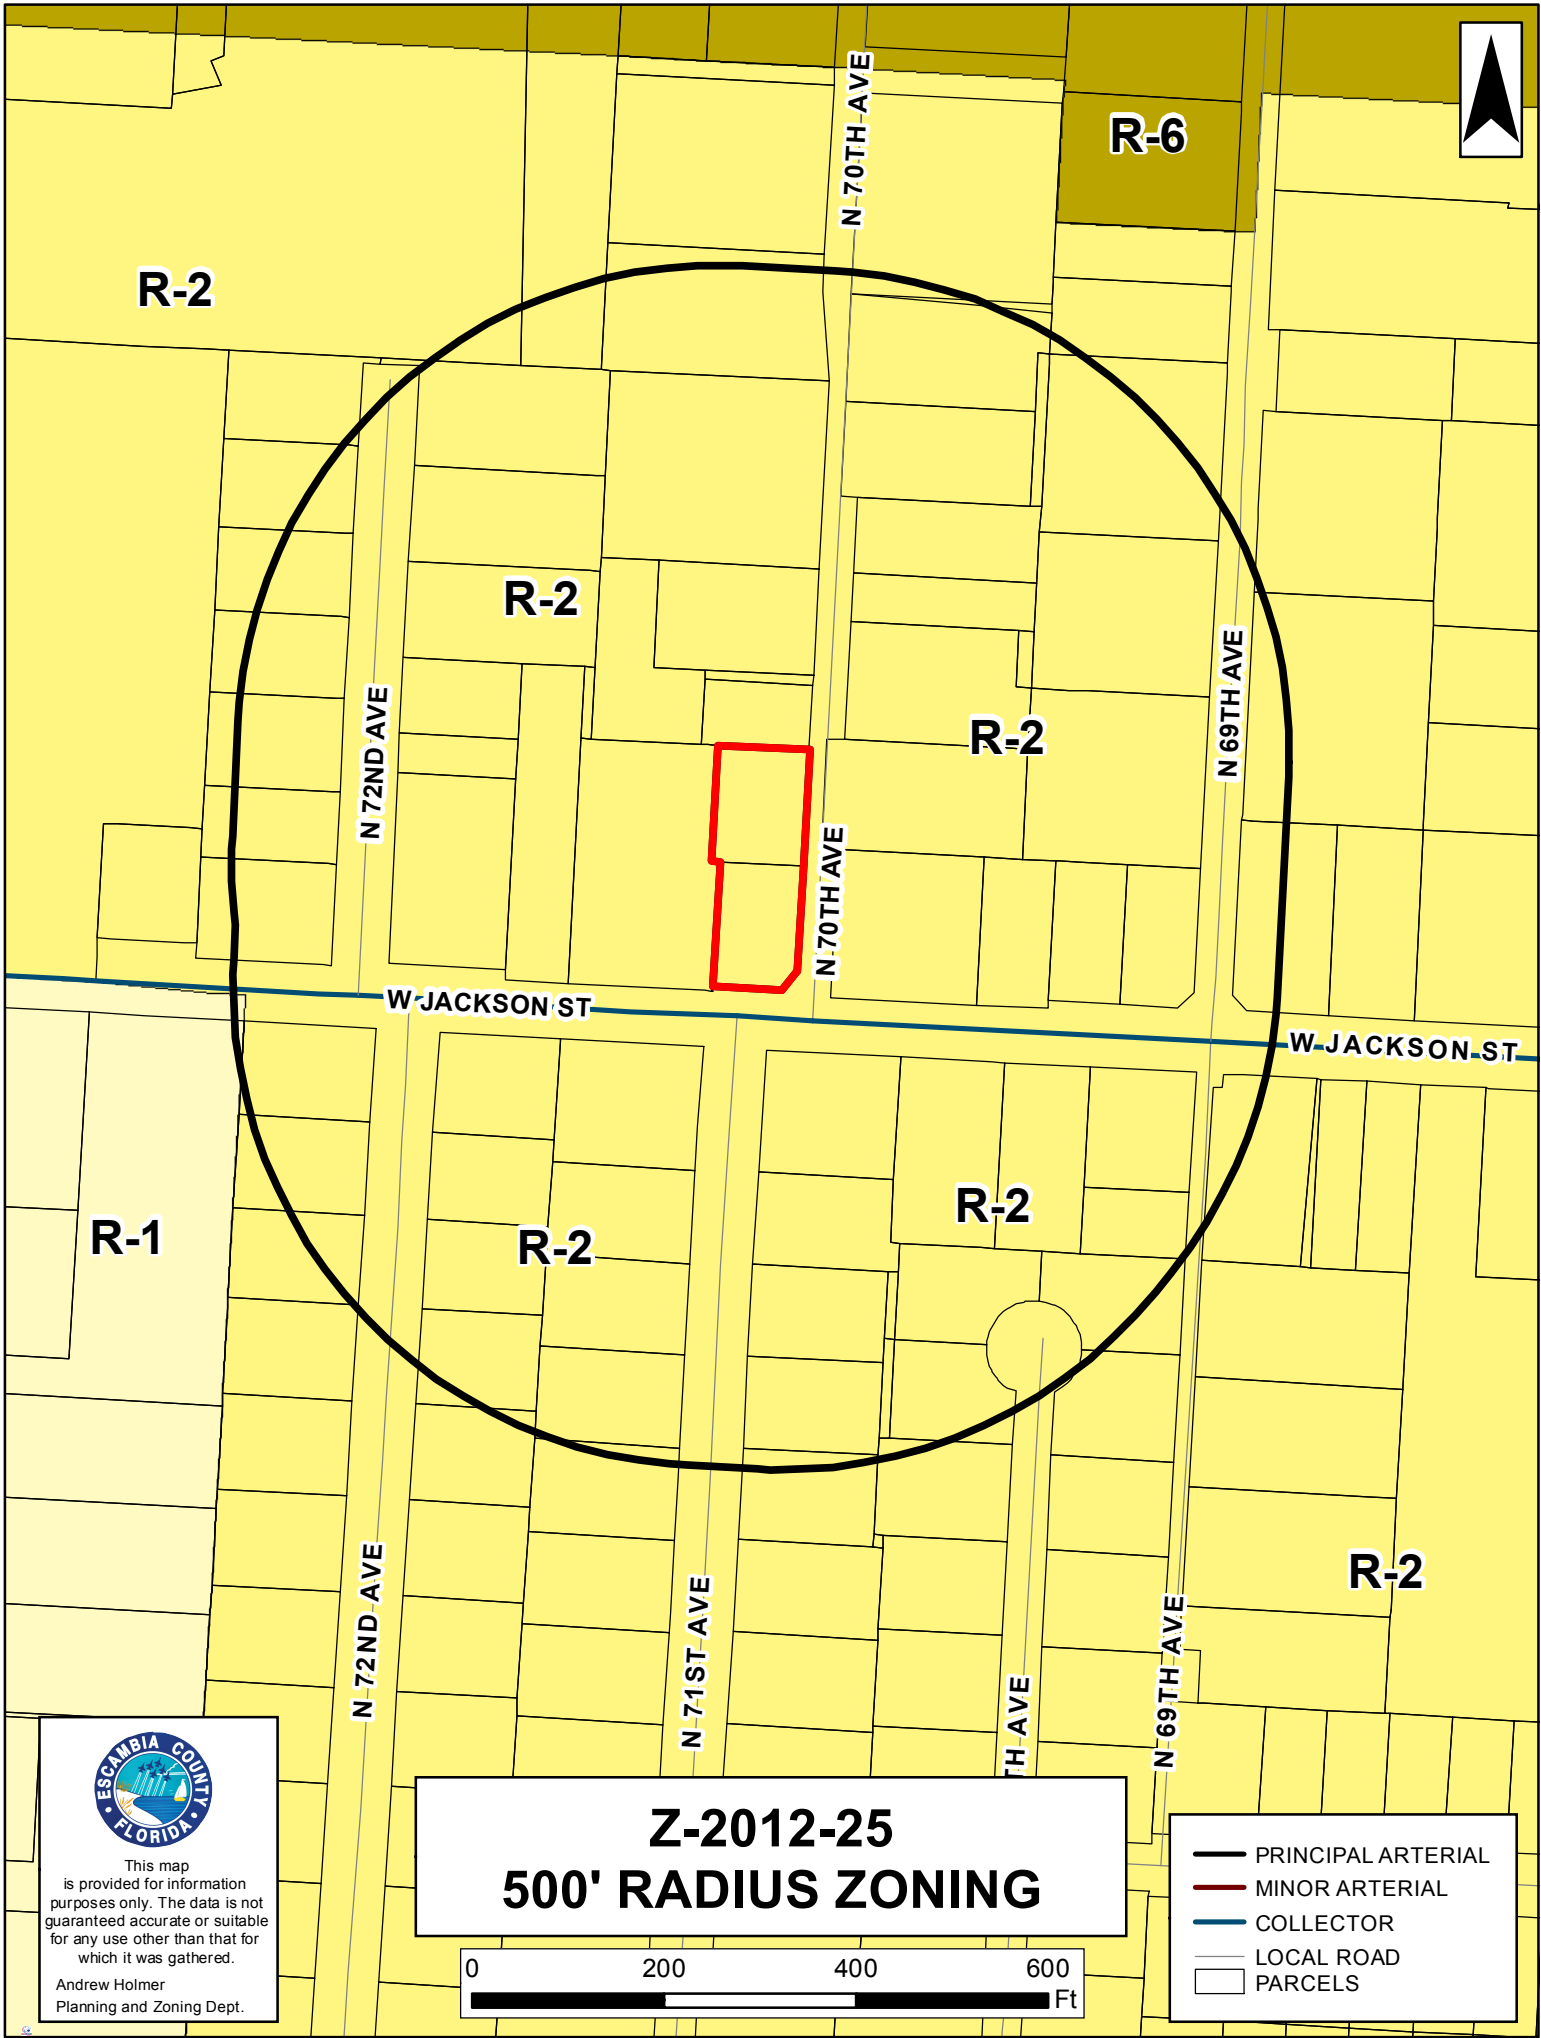 R-6
N 70TH AVE
R-2
R-2
N 69TH AVE
N 72ND AVE
R-2
N 70TH AVE
W JACKSON ST
W JACKSON ST
R-1
R-2
R-2
R-2
N 72ND AVE
N 71ST AVE
TH AVE
N 69TH AVE
ESCAMBIA COUNTY
FLORIDA
This map
is provided for information
purposes only. The data is not
guaranteed accurate or suitable
for any use other than that for
which it was gathered.
Andrew Holmer
Planning and Zoning Dept.
Z-2012-25
500' RADIUS ZONING
0 200 400 600
Ft
PRINCIPAL ARTERIAL
MINOR ARTERIAL
COLLECTOR
LOCAL ROAD
PARCELS